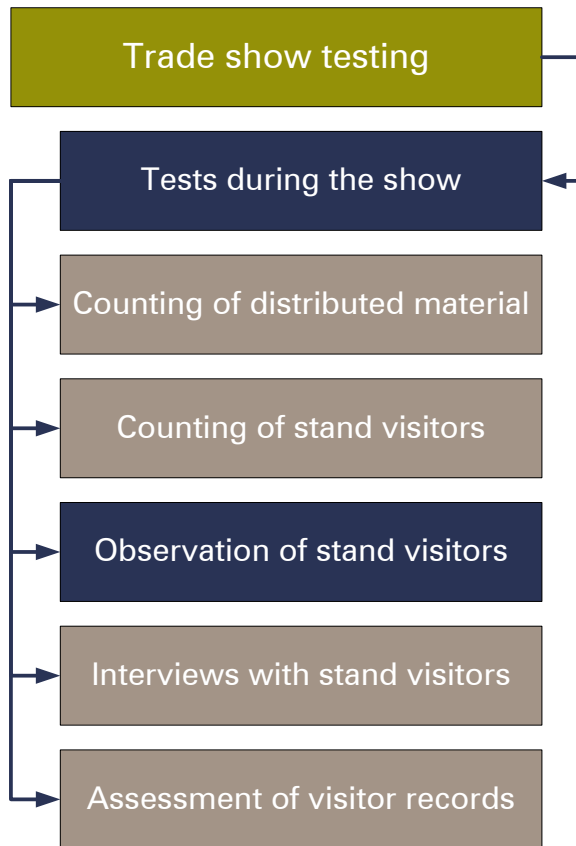 Trade show testing
Tests during the show
Counting of distributed material
Counting of stand visitors
Observation of stand visitors
Interviews with stand visitors
Assessment of visitor records